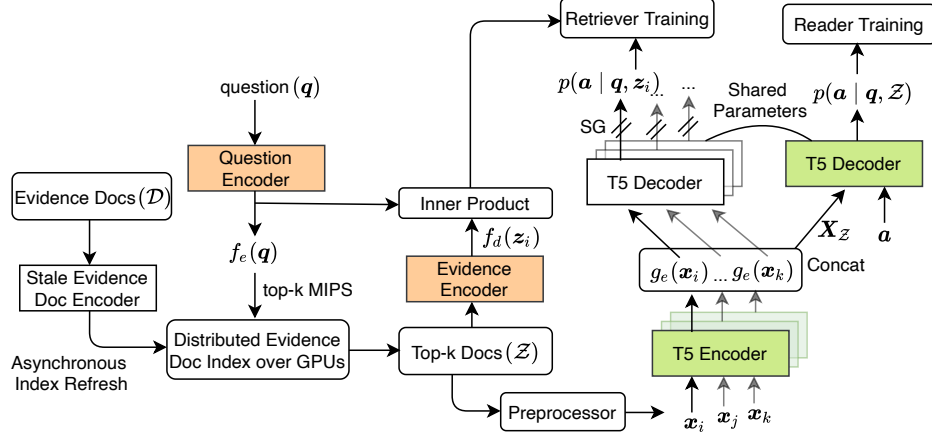 Retriever Training
Reader Training
question (q)
p(a | q, z_i)
... ...
Shared
Parameters
p(a | q, Z)
SG
Question
Encoder
T5 Decoder
T5 Decoder
Evidence Docs (D)
Inner Product
f_e(q)
f_d(z_i)
X_Z
a
Stale Evidence
Doc Encoder
top-k MIPS
Evidence
Encoder
g_e(x_i) ... g_e(x_k)
Concat
Asynchronous
Index Refresh
Distributed Evidence
Doc Index over GPUs
Top-k Docs (Z)
T5 Encoder
Preprocessor
x_i x_j x_k